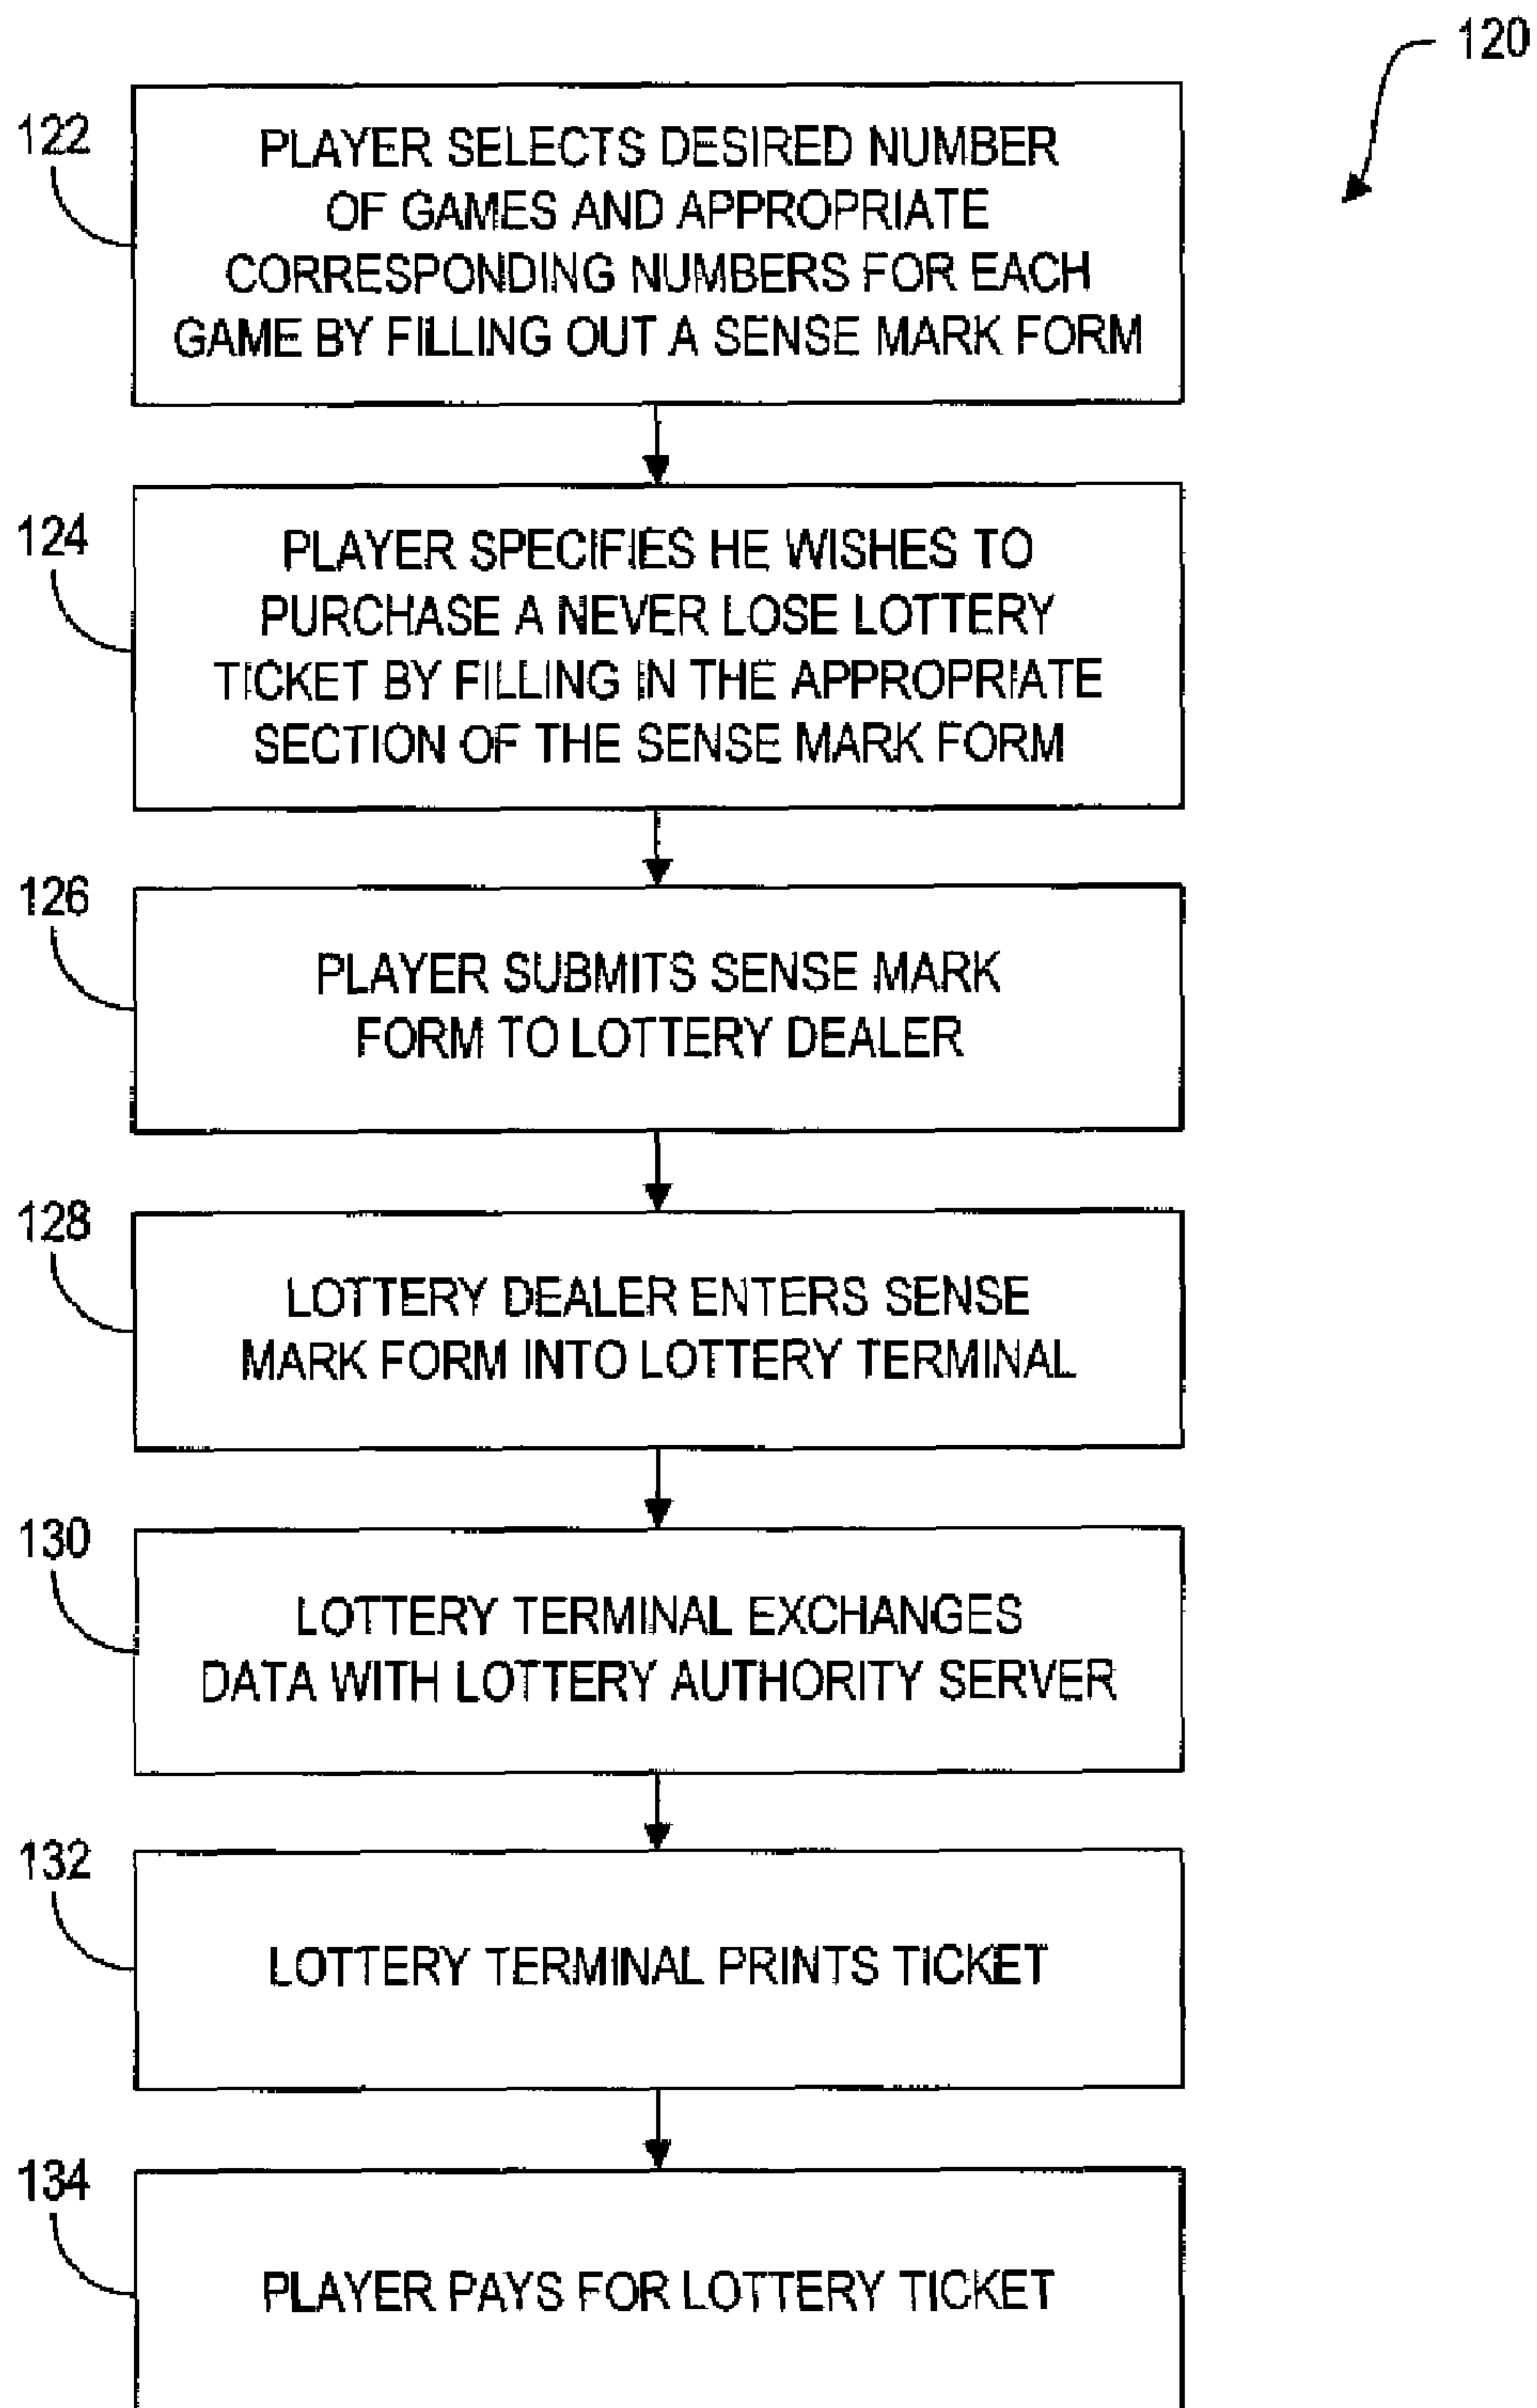 120
122
PLAYER SELECTS DESIRED NUMBER
OF GAMES AND APPROPRIATE
CORRESPONDING NUMBERS FOR EACH
GAME BY FILLING OUT A SENSE MARK FORM
124
PLAYER SPECIFIES HE WISHES TO
PURCHASE A NEVER LOSE LOTTERY
TICKET BY FILLING IN THE APPROPRIATE
SECTION OF THE SENSE MARK FORM
126
PLAYER SUBMITS SENSE MARK
FORM TO LOTTERY DEALER
128
LOTTERY DEALER ENTERS SENSE
MARK FORM INTO LOTTERY TERMINAL
130
LOTTERY TERMINAL EXCHANGES
DATA WITH LOTTERY AUTHORITY SERVER
132
LOTTERY TERMINAL PRINTS TICKET
134
PLAYER PAYS FOR LOTTERY TICKET